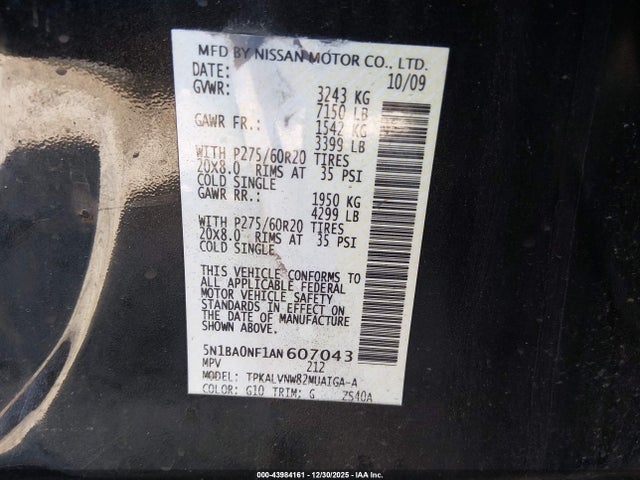 MFD BY NISSAN MOTOR CO., LTD.
DATE: 10/09
GVWR: 3243 KG
7150 LB
GAWR FR.: 1542 KG
3399 LB
WITH P275/60R20 TIRES
20X8.0 RIMS AT 35 PSI
COLD SINGLE
GAWR RR.: 1950 KG
4299 LB
WITH P275/60R20 TIRES
20X8.0 RIMS AT 35 PSI
COLD SINGLE
THIS VEHICLE CONFORMS TO
ALL APPLICABLE FEDERAL
MOTOR VEHICLE SAFETY
STANDARDS IN EFFECT ON
THE DATE OF MANUFACTURE
SHOWN ABOVE.
5N1BA0NF1AN607043
MPV 212
MODEL: TPKALVNW82MUAIGA-A
COLOR: G10 TRIM: G ZS40A
000-43984161 - 12/30/2025 - IAA Inc.